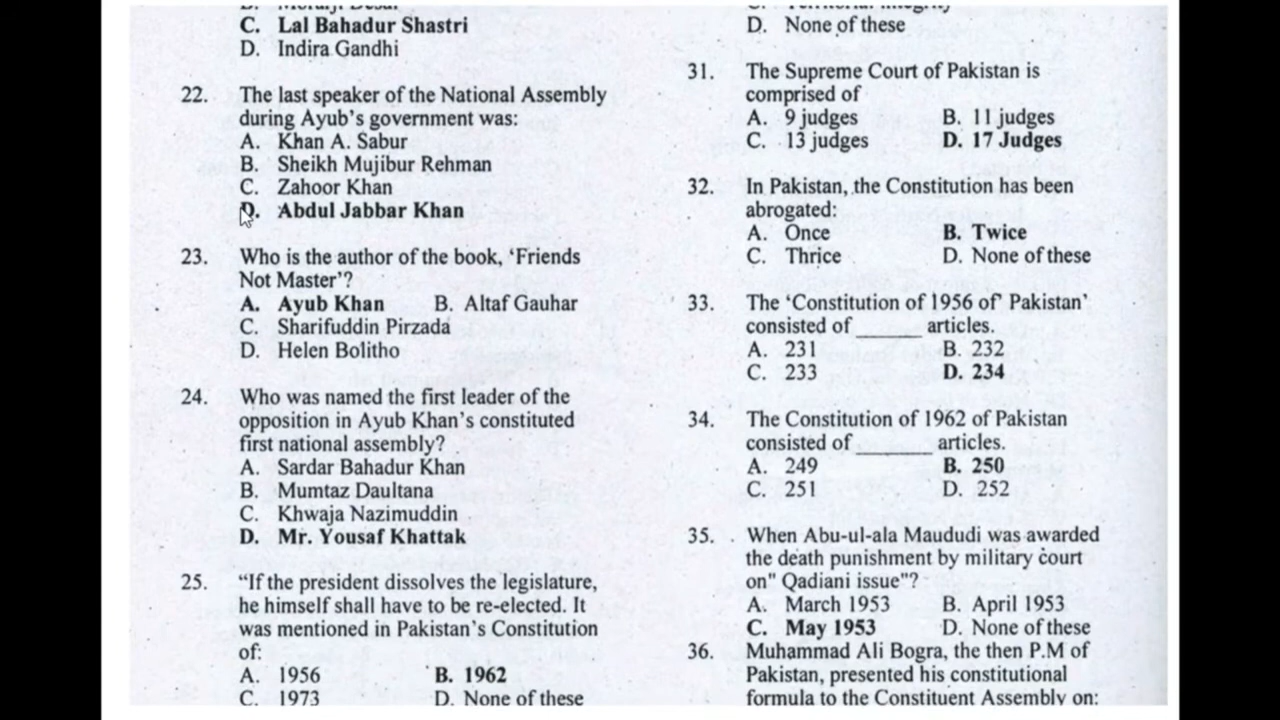 C. Lal Bahadur Shastri
D. Indira Gandhi
22. The last speaker of the National Assembly
during Ayub's government was:
A. Khan A. Sabur
B. Sheikh Mujibur Rehman
C. Zahoor Khan
D. Abdul Jabbar Khan
23. Who is the author of the book, 'Friends
Not Master'?
A. Ayub Khan B. Altaf Gauhar
C. Sharifuddin Pirzada
D. Helen Bolitho
24. Who was named the first leader of the
opposition in Ayub Khan's constituted
first national assembly?
A. Sardar Bahadur Khan
B. Mumtaz Daultana
C. Khwaja Nazimuddin
D. Mr. Yousaf Khattak
25. "If the president dissolves the legislature,
he himself shall have to be re-elected. It
was mentioned in Pakistan's Constitution
of:
A. 1956 B. 1962
C. 1973 D. None of these
D. None of these
31. The Supreme Court of Pakistan is
comprised of
A. 9 judges B. 11 judges
C. 13 judges D. 17 Judges
32. In Pakistan, the Constitution has been
abrogated:
A. Once B. Twice
C. Thrice D. None of these
33. The 'Constitution of 1956 of Pakistan'
consisted of ______ articles.
A. 231 B. 232
C. 233 D. 234
34. The Constitution of 1962 of Pakistan
consisted of _______ articles.
A. 249 B. 250
C. 251 D. 252
35. When Abu-ul-ala Maududi was awarded
the death punishment by military court
on" Qadiani issue"?
A. March 1953 B. April 1953
C. May 1953 D. None of these
36. Muhammad Ali Bogra, the then P.M of
Pakistan, presented his constitutional
formula to the Constituent Assembly on: